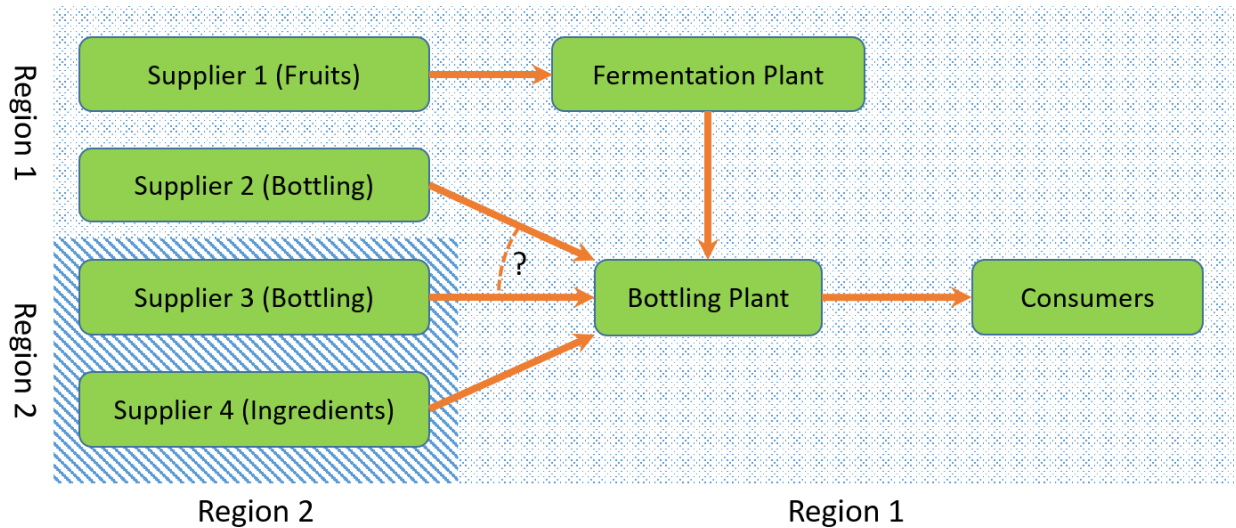 Region 1
Supplier 1 (Fruits)
Fermentation Plant
Supplier 2 (Bottling)
?
Region 2
Supplier 3 (Bottling)
Bottling Plant
Consumers
Supplier 4 (Ingredients)
Region 2
Region 1